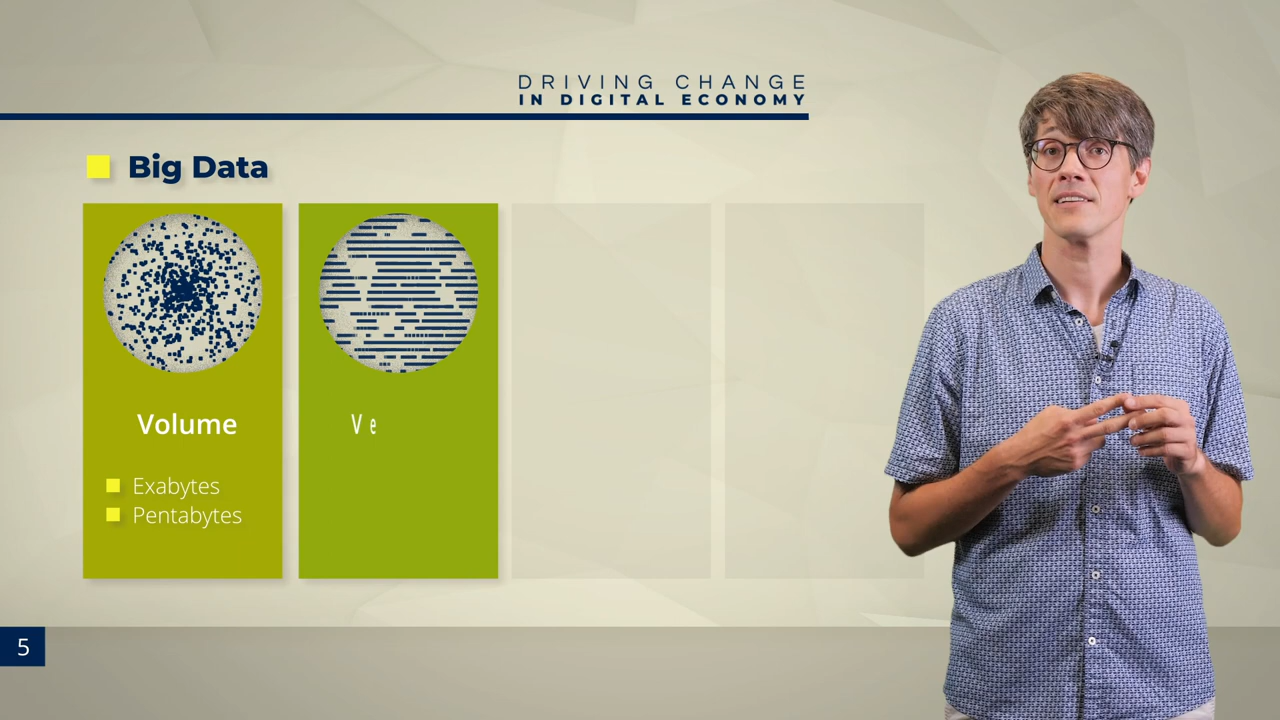 DRIVING CHANGE
IN DIGITAL ECONOMY
Big Data
Volume
Ve
Exabytes
Pentabytes
5